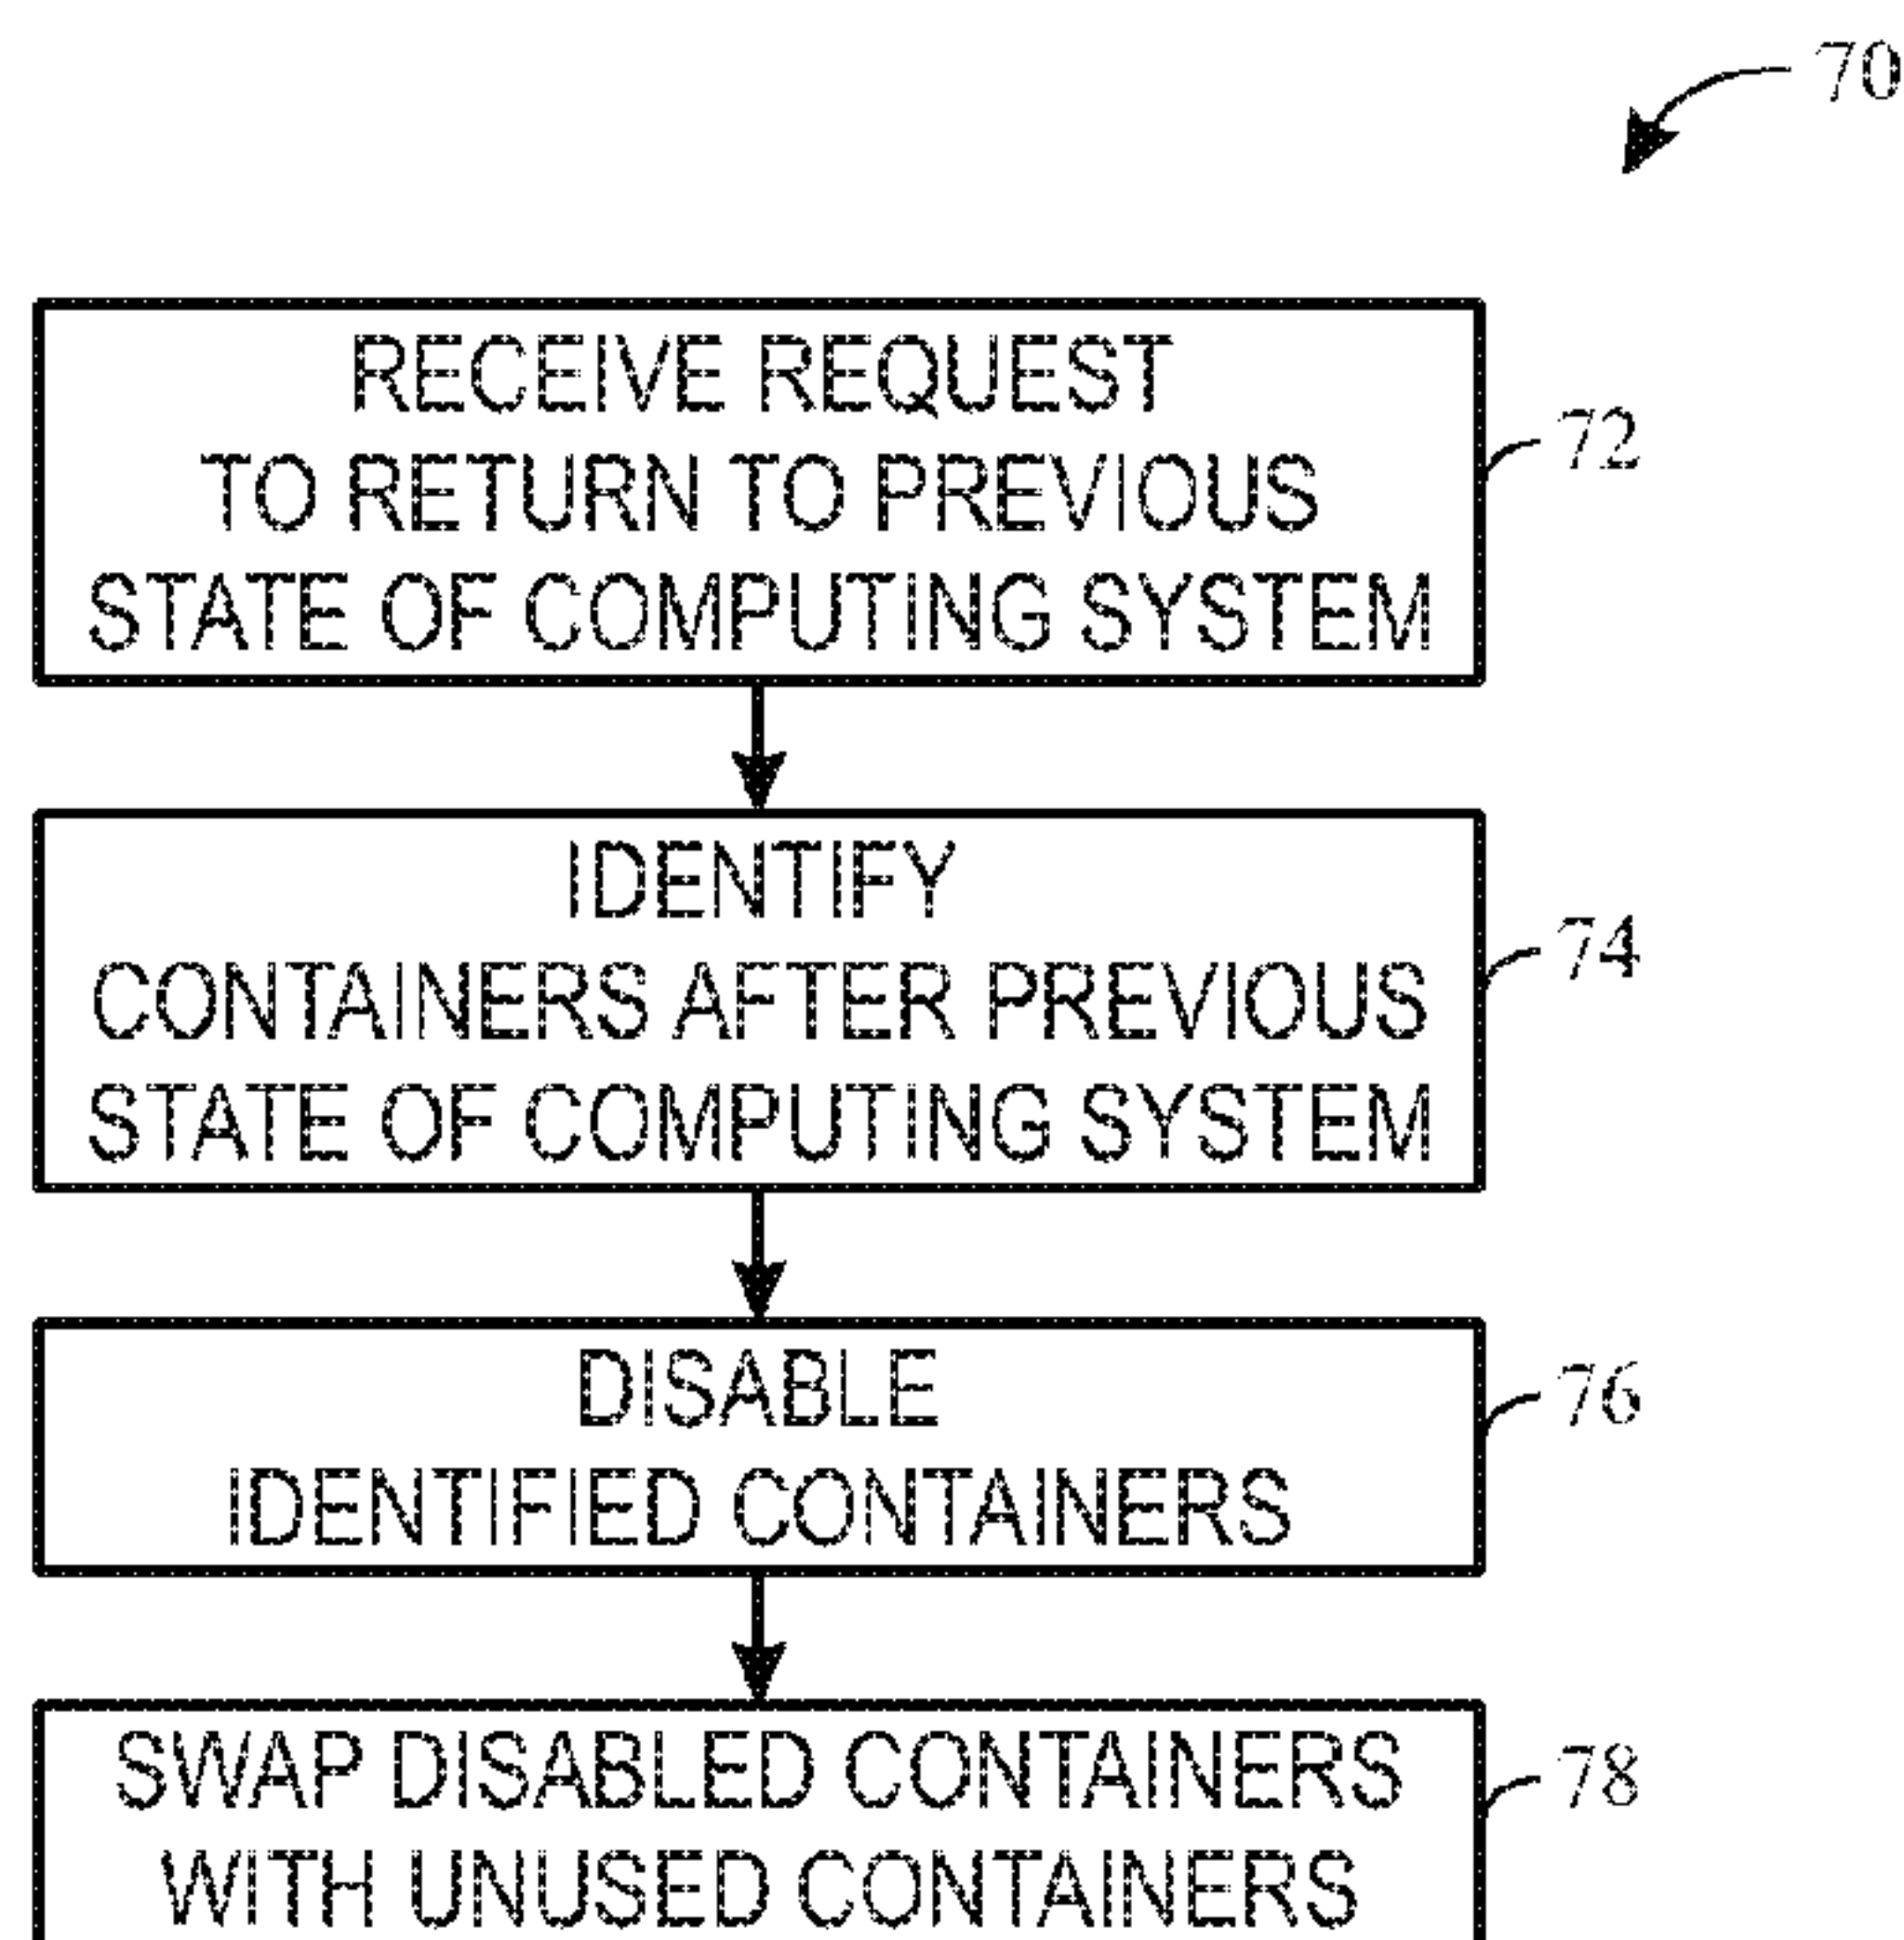 70
RECEIVE REQUEST
TO RETURN TO PREVIOUS
STATE OF COMPUTING SYSTEM
72
IDENTIFY
CONTAINERS AFTER PREVIOUS
STATE OF COMPUTING SYSTEM
74
DISABLE
IDENTIFIED CONTAINERS
76
SWAP DISABLED CONTAINERS
WITH UNUSED CONTAINERS
78